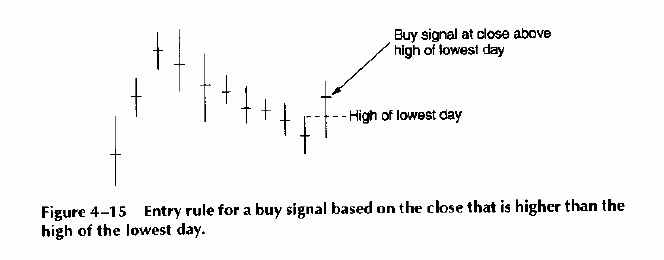 Buy signal at close above
high of lowest day
High of lowest day
Figure 4–15 Entry rule for a buy signal based on the close that is higher than the
high of the lowest day.